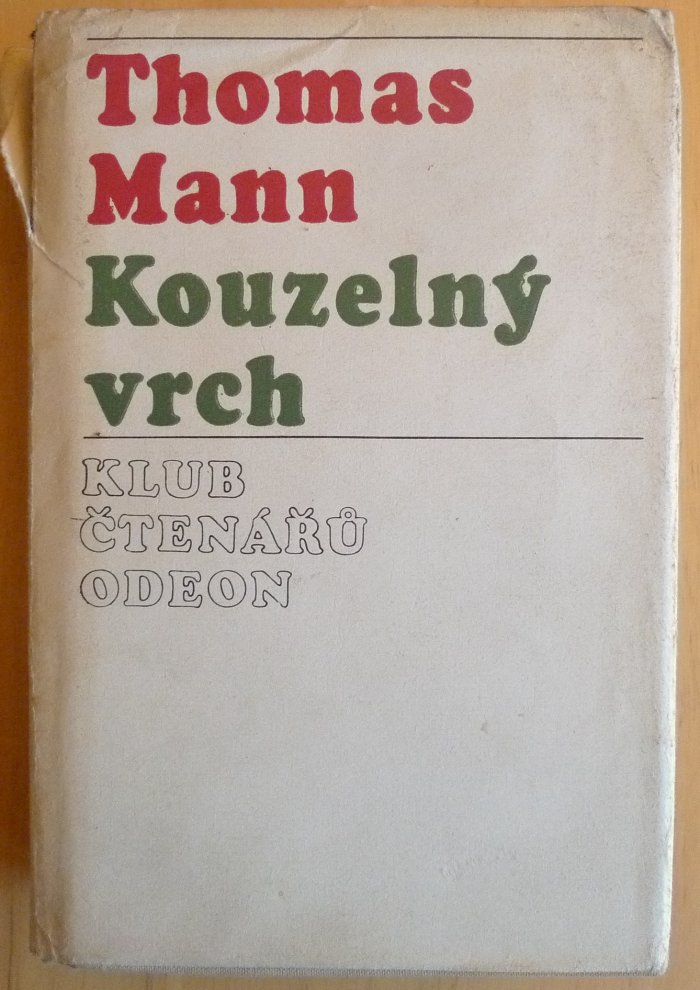 Thomas
Mann
Kouzelný
vrch
KLUB
ČTENÁŘŮ
ODEON